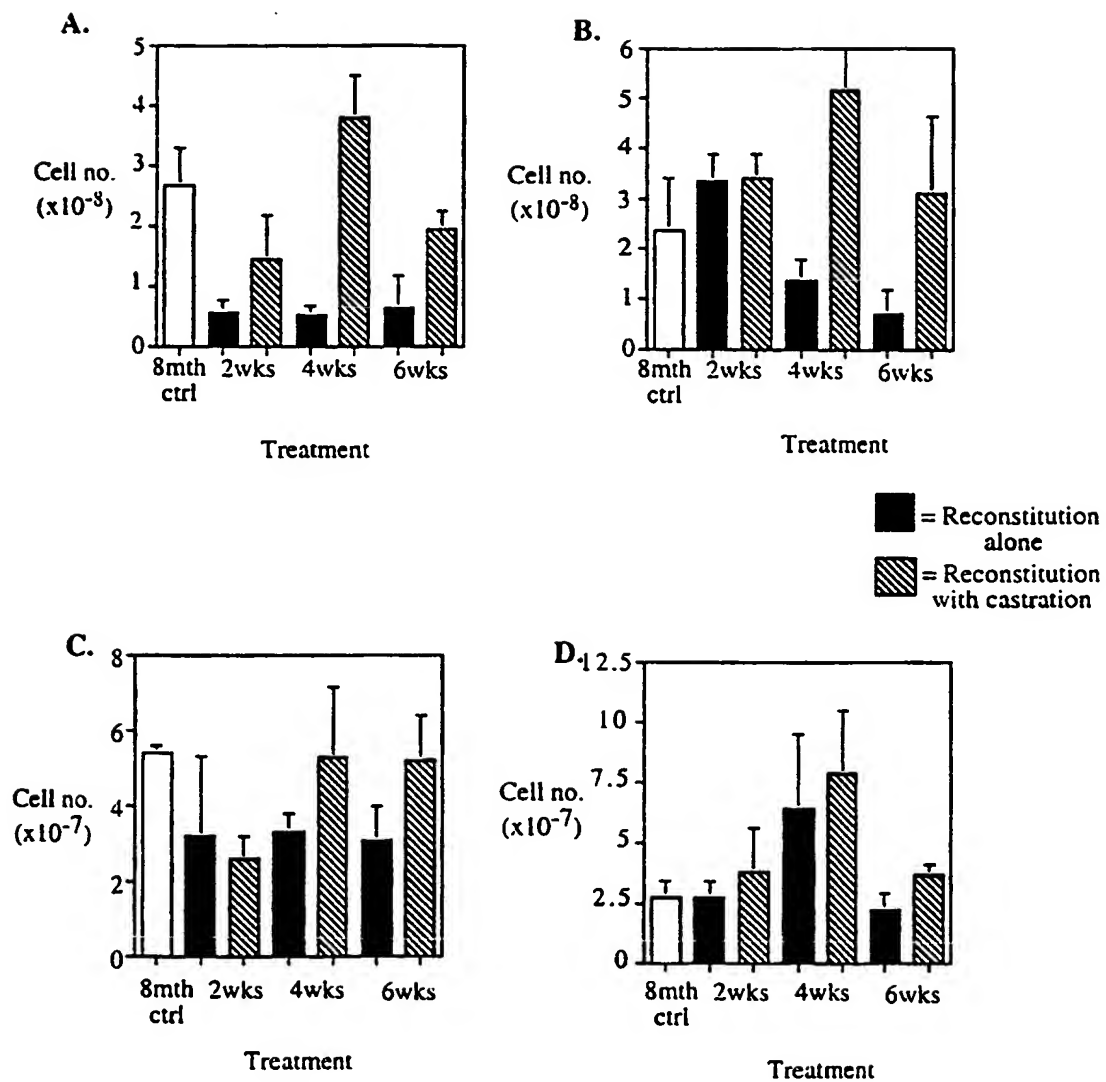 A.
5
4
3
2
1
0
Cell no.
(x10-8)
8mth
ctrl
2wks
4wks
6wks
Treatment
B.
6
5
4
3
2
1
0
Cell no.
(x10-8)
8mth
ctrl
2wks
4wks
6wks
Treatment
= Reconstitution
alone
= Reconstitution
with castration
C.
8
6
4
2
0
Cell no.
(x10-7)
8mth
ctrl
2wks
4wks
6wks
Treatment
D.
12.5
10
7.5
5
2.5
0
Cell no.
(x10-7)
8mth
ctrl
2wks
4wks
6wks
Treatment